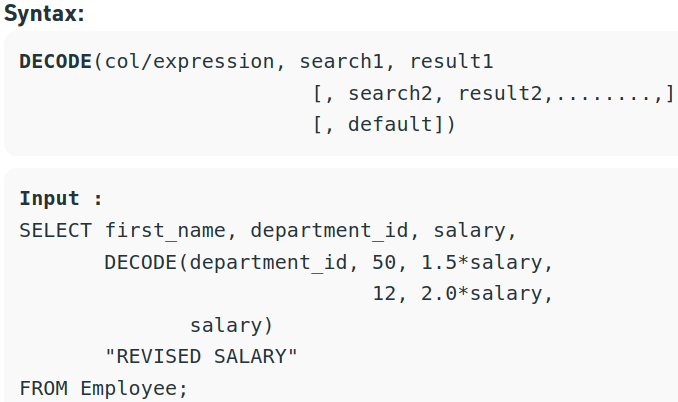 Syntax:
DECODE(col/expression, search1, result1
[, search2, result2,........,]
[, default])
Input :
SELECT first_name, department_id, salary,
DECODE(department_id, 50, 1.5*salary,
12, 2.0*salary,
salary)
"REVISED SALARY"
FROM Employee;